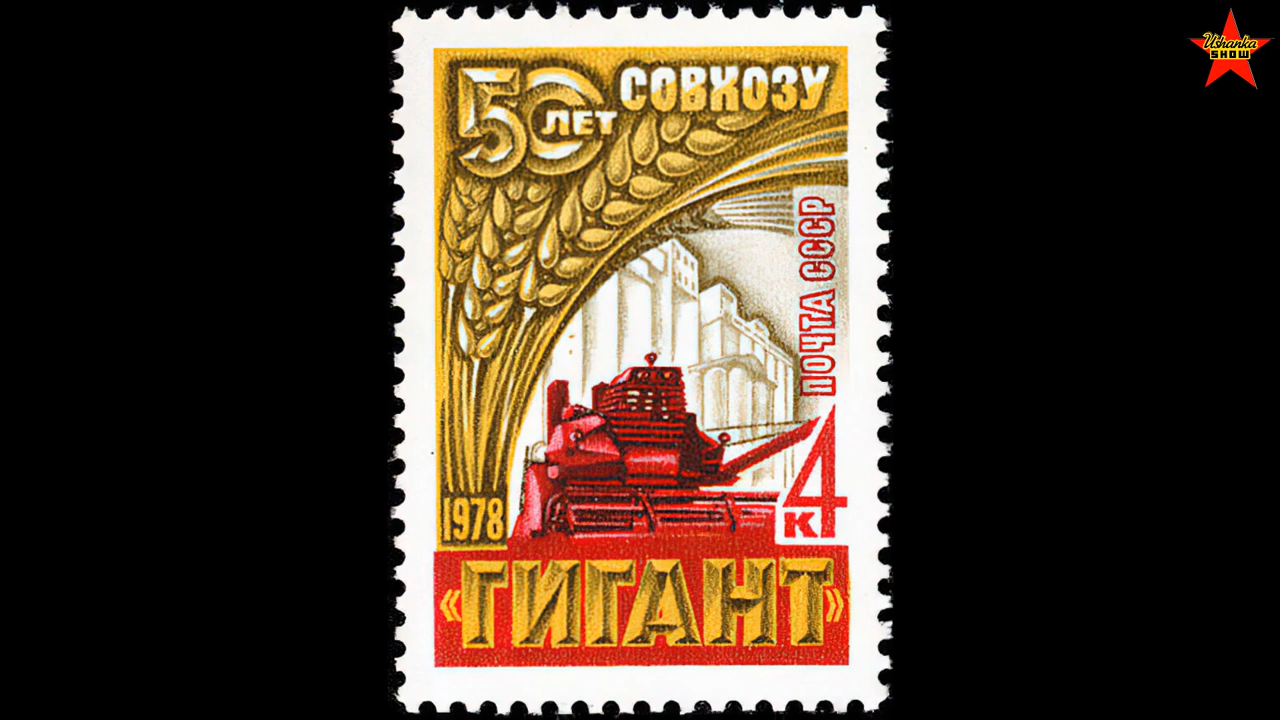 Ushanka
SHOW
50 ЛЕТ СОВХОЗУ
ПОЧТА СССР
4
К
1978
«ГИГАНТ»